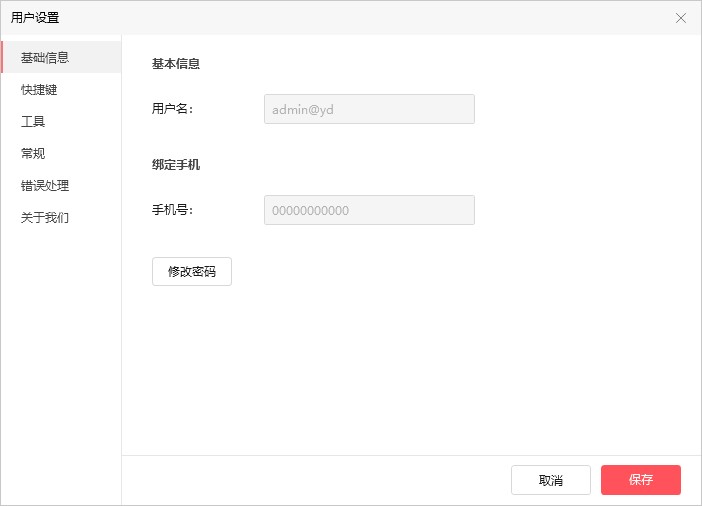 用户设置
基础信息
快捷键
工具
常规
错误处理
关于我们
基本信息
用户名：
admin@yd
绑定手机
手机号：
00000000000
修改密码
取消
保存